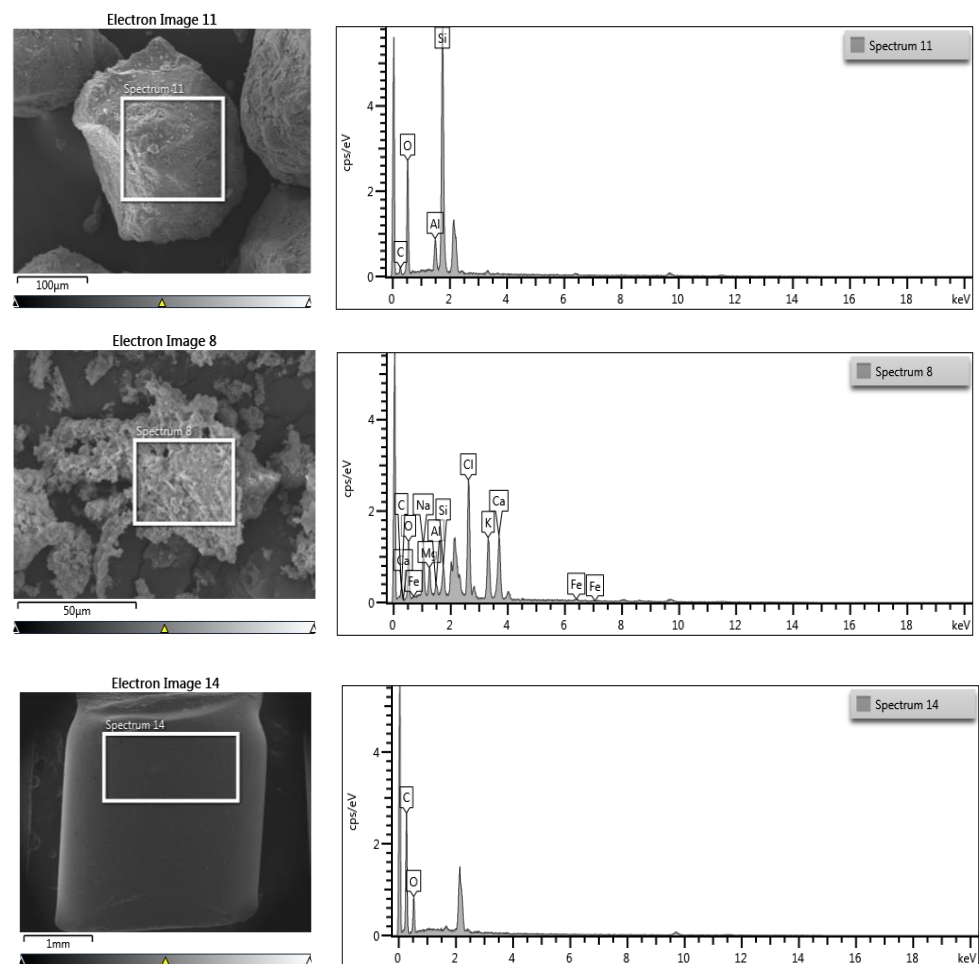 Electron Image 11
Spectrum 11
100µm
cps/eV
4
2
0
Si
O
Al
C
Spectrum 11
0 2 4 6 8 10 12 14 16 18 keV
Electron Image 8
Spectrum 8
50µm
cps/eV
4
2
0
Cl
C Na Ca
Si
O Al K
Ca Mg
Fe Fe Fe
Spectrum 8
0 2 4 6 8 10 12 14 16 18 keV
Electron Image 14
Spectrum 14
1mm
cps/eV
4
2
0
C
O
Spectrum 14
0 2 4 6 8 10 12 14 16 18 keV